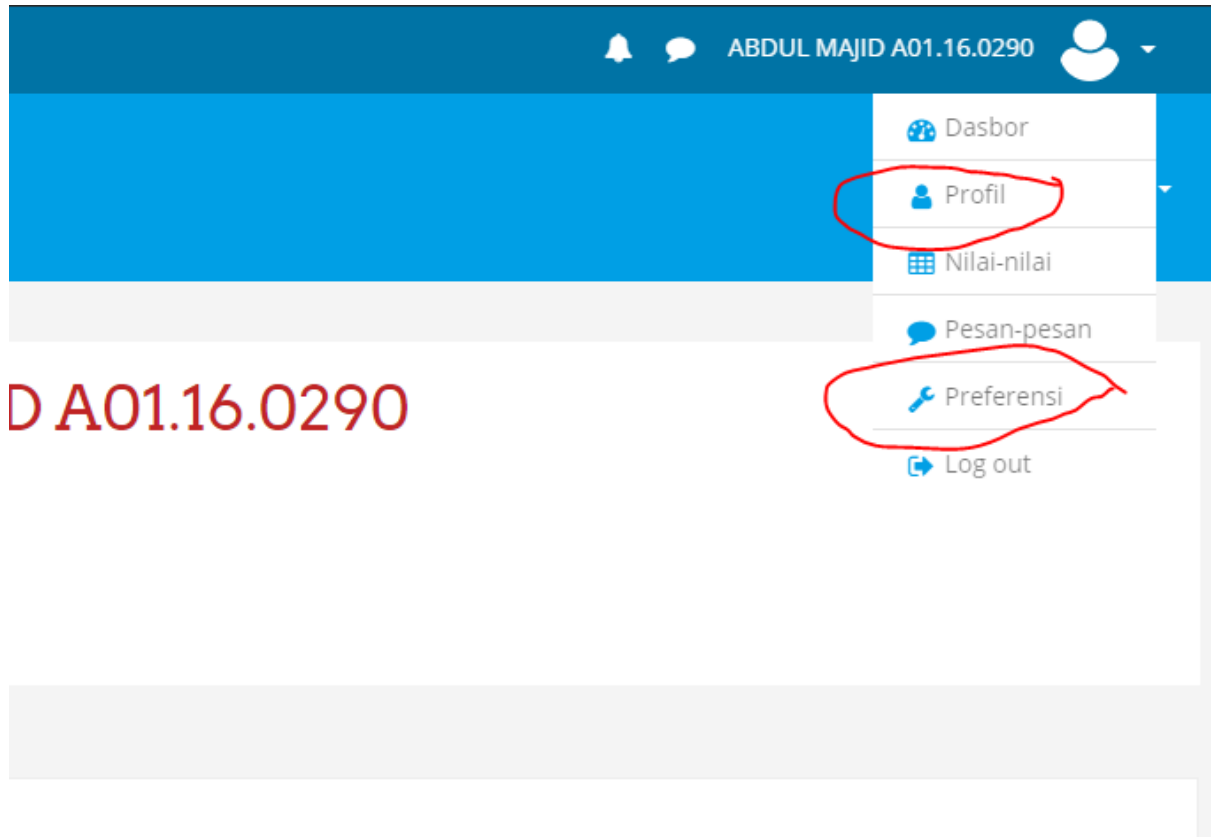 ABDUL MAJID A01.16.0290
Dasbor
Profil
Nilai-nilai
Pesan-pesan
D A01.16.0290
Preferensi
Log out